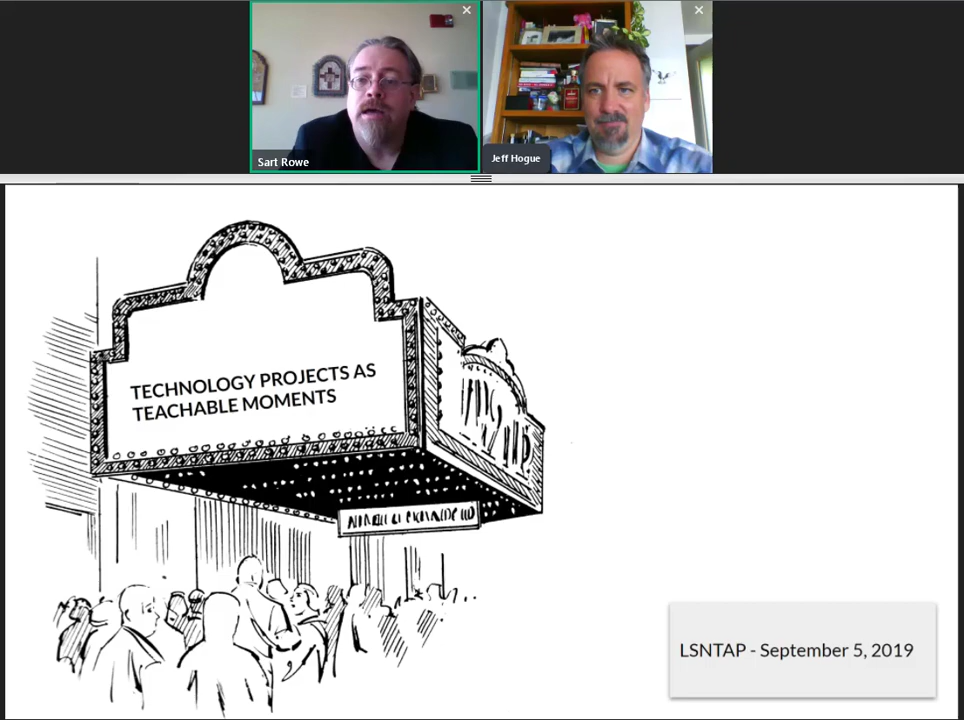 Sart Rowe
Jeff Hogue
TECHNOLOGY PROJECTS AS
TEACHABLE MOMENTS
LSNTAP - September 5, 2019